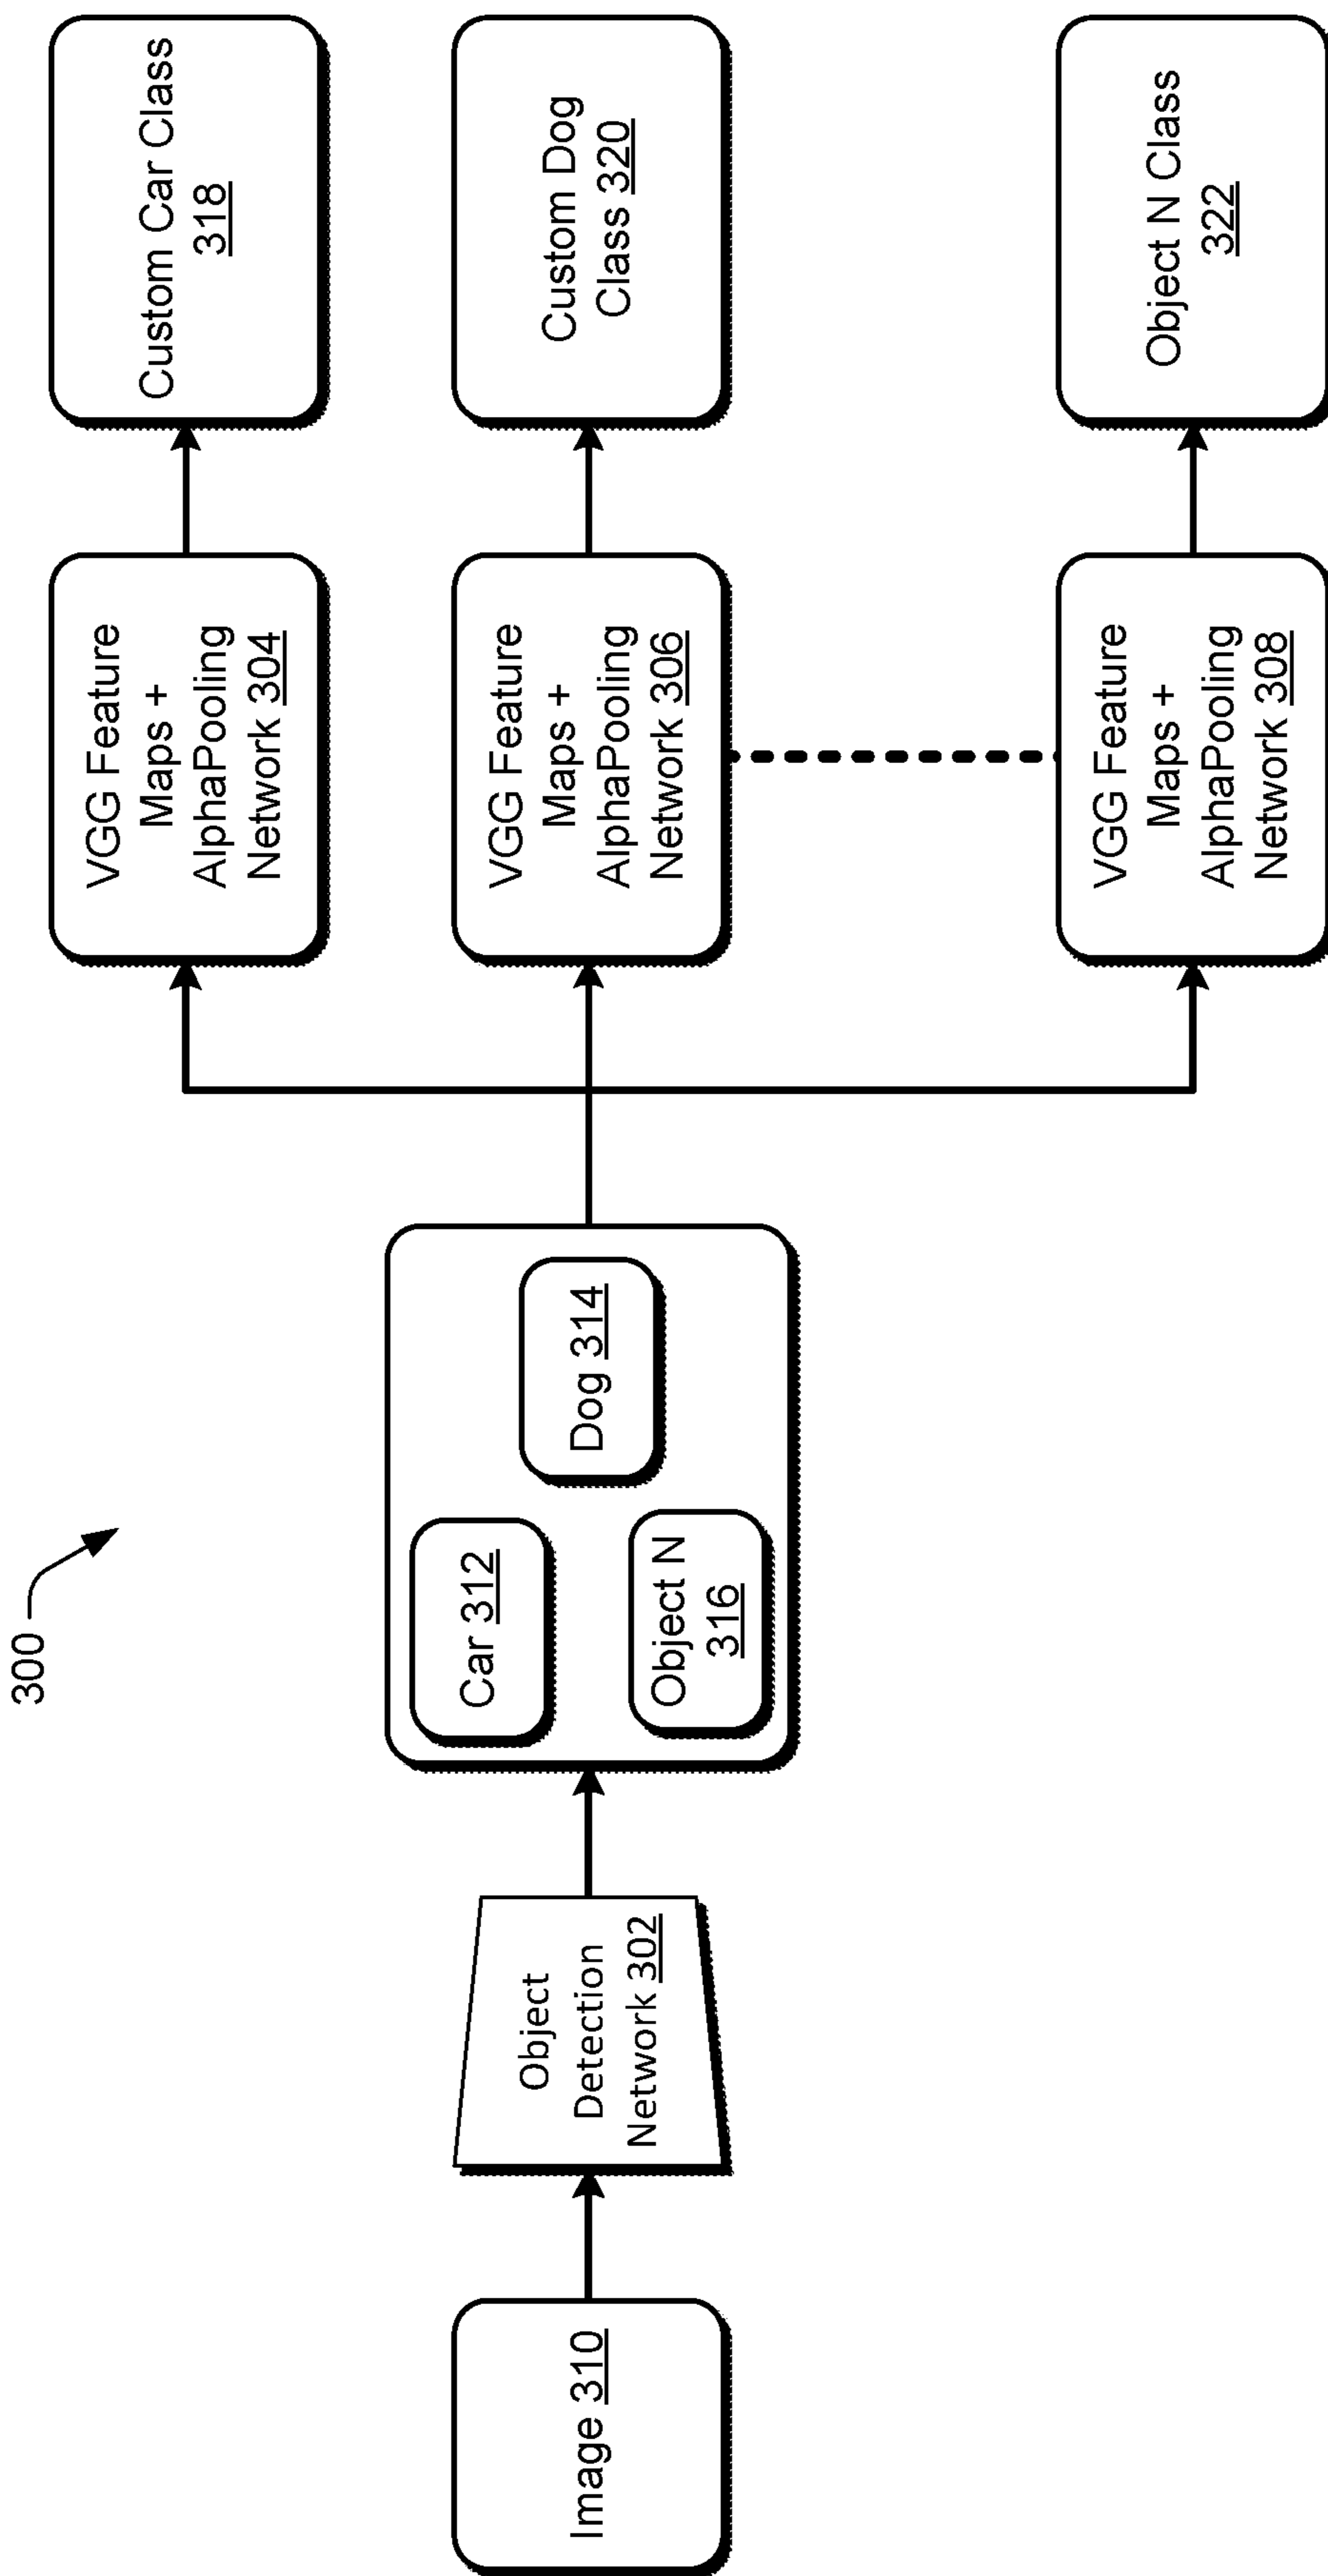 300
Image 310
Object
Detection
Network 302
Car 312
Object N
316
Dog 314
VGG Feature
Maps +
AlphaPooling
Network 304
VGG Feature
Maps +
AlphaPooling
Network 306
VGG Feature
Maps +
AlphaPooling
Network 308
Custom Car Class
318
Custom Dog
Class 320
Object N Class
322